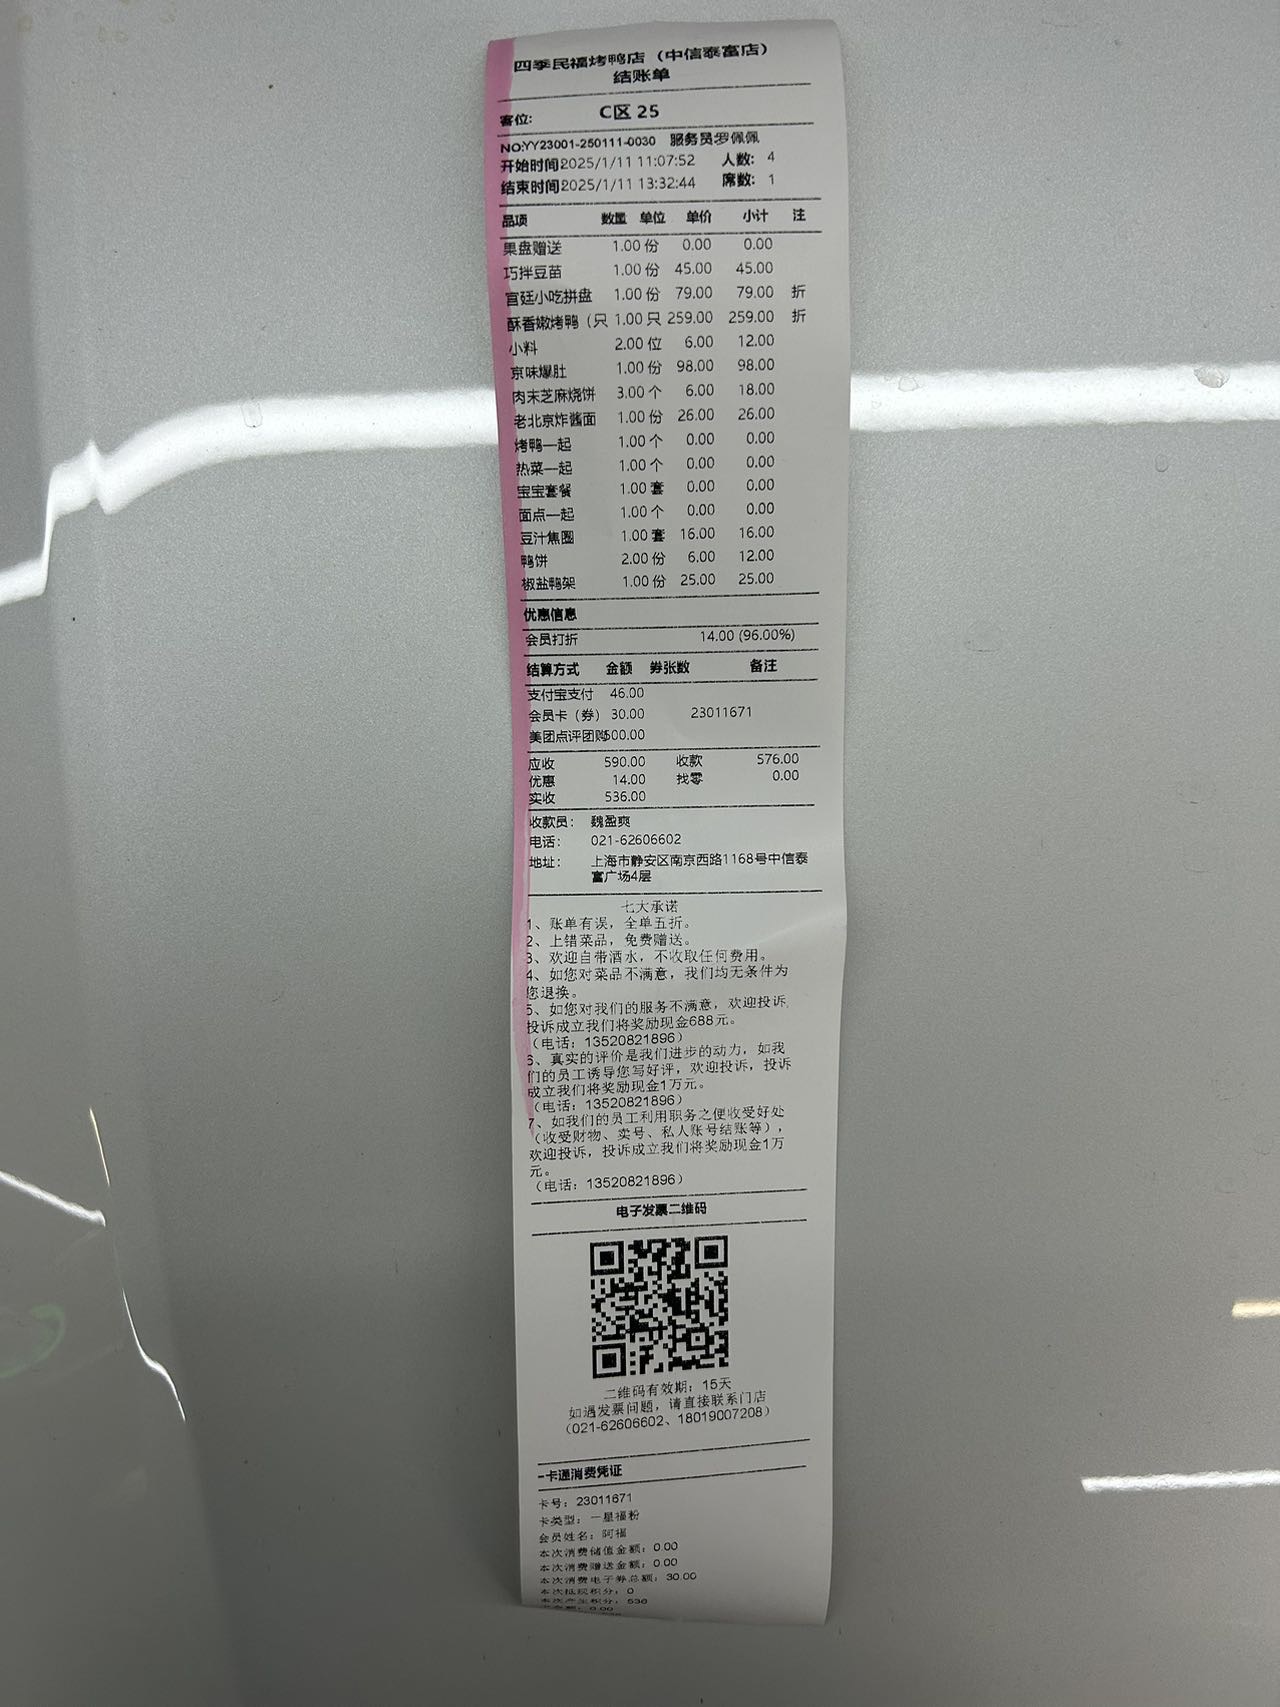 四季民福烤鸭店（中信泰富店）
结账单
客位: C区 25
NO:YY23001-250111-0030 服务员:罗佩佩
开始时间2025/1/11 11:07:52 人数: 4
结束时间2025/1/11 13:32:44 席数: 1
品项 数量 单位 单价 小计 注
果盘赠送 1.00 份 0.00 0.00
巧拌豆苗 1.00 份 45.00 45.00
宫廷小吃拼盘 1.00 份 79.00 79.00 折
酥香嫩烤鸭（只 1.00 只 259.00 259.00 折
小料 2.00 位 6.00 12.00
京味爆肚 1.00 份 98.00 98.00
肉末芝麻烧饼 3.00 个 6.00 18.00
老北京炸酱面 1.00 份 26.00 26.00
烤鸭一起 1.00 个 0.00 0.00
热菜一起 1.00 个 0.00 0.00
宝宝套餐 1.00 套 0.00 0.00
面点一起 1.00 个 0.00 0.00
豆汁焦圈 1.00 套 16.00 16.00
鸭饼 2.00 份 6.00 12.00
椒盐鸭架 1.00 份 25.00 25.00
优惠信息
会员打折 14.00 (96.00%)
结算方式 金额 券张数 备注
支付宝支付 46.00
会员卡（券） 30.00 23011671
美团点评团购500.00
应收 590.00 收款 576.00
优惠 14.00 找零 0.00
实收 536.00
收款员: 魏盈爽
电话: 021-62606602
地址: 上海市静安区南京西路1168号中信泰
富广场4层
七大承诺
1、账单有误，全单五折。
2、上错菜品，免费赠送。
3、欢迎自带酒水，不收取任何费用。
4、如您对菜品不满意，我们均无条件为
您退换。
5、如您对我们的服务不满意，欢迎投诉，
投诉成立我们将奖励现金688元。
（电话：13520821896）
6、真实的评价是我们进步的动力，如我
们的员工诱导您写好评，欢迎投诉，投诉
成立我们将奖励现金1万元。
（电话：13520821896）
7、如我们的员工利用职务之便收受好处
（收受财物、卖号、私人账号结账等），
欢迎投诉，投诉成立我们将奖励现金1万
元。
（电话：13520821896）
电子发票二维码
二维码有效期：15天
如遇发票问题，请直接联系门店
（021-62606602、18019007208）
一卡通消费凭证
卡号：23011671
卡类型：一星福粉
会员姓名：阿福
本次消费储值金额：0.00
本次消费赠送金额：0.00
本次消费电子券总额：30.00
本次抵现积分：0
本次产生积分：536